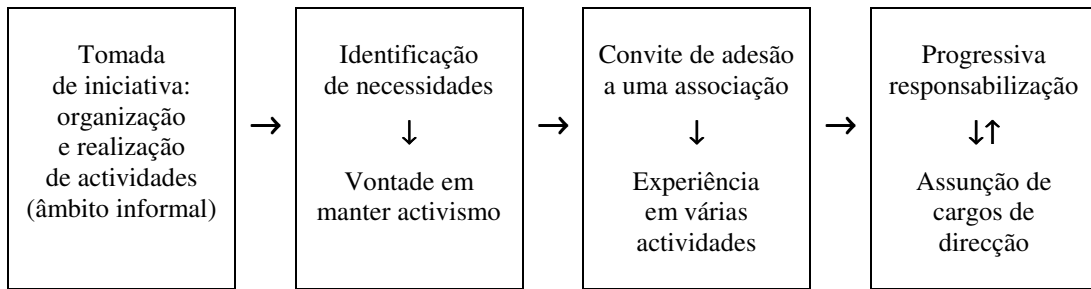 Tomada
de iniciativa:
organização
e realização
de actividades
(âmbito informal)
→
Identificação
de necessidades
↓
Vontade em
manter activismo
→
Convite de adesão
a uma associação
↓
Experiência
em várias
actividades
→
Progressiva
responsabilização
↓↑
Assunção de
cargos de
direcção